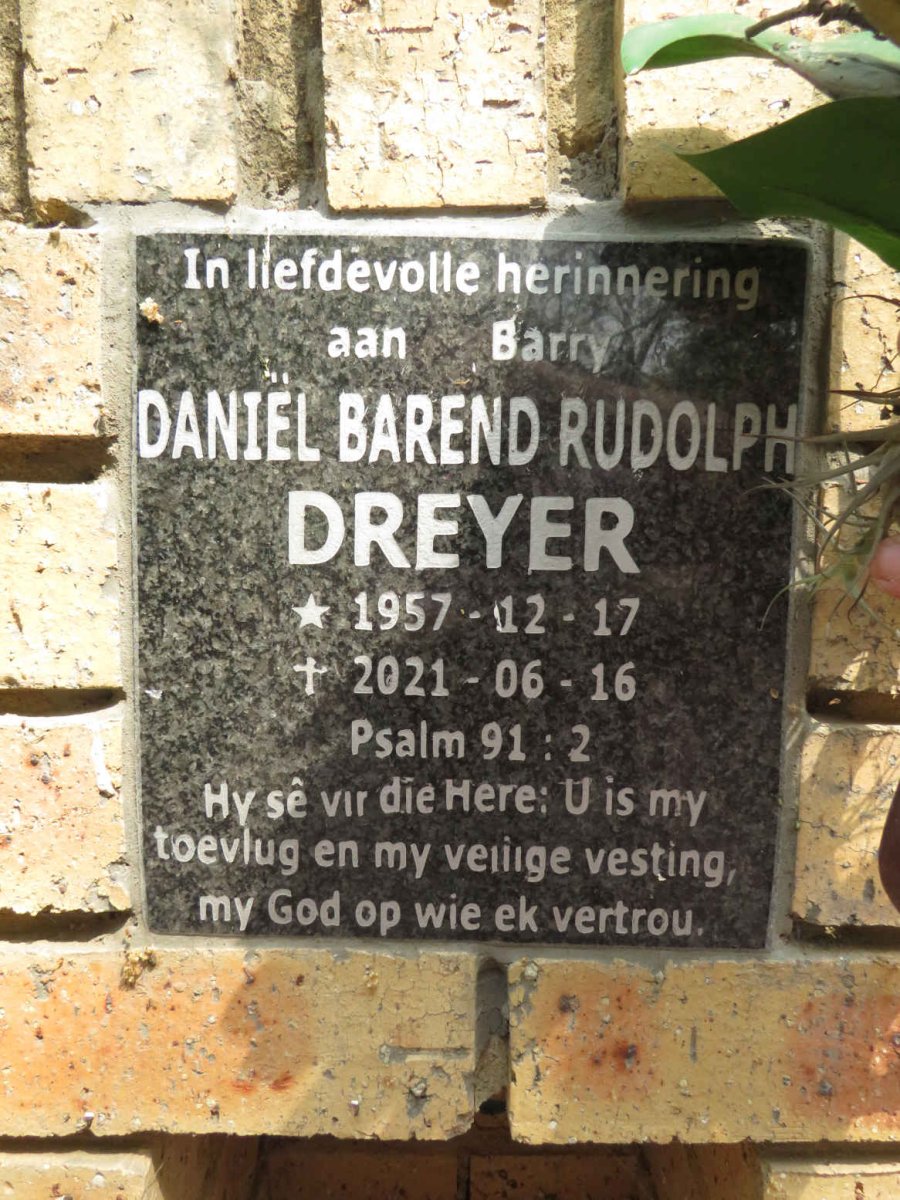 In liefdevolle herinnering
aan Barry
DANIËL BAREND RUDOLPH
DREYER
★ 1957 - 12 - 17
✝ 2021 - 06 - 16
Psalm 91 : 2
Hy sê vir die Here: U is my
toevlug en my veilige vesting,
my God op wie ek vertrou.